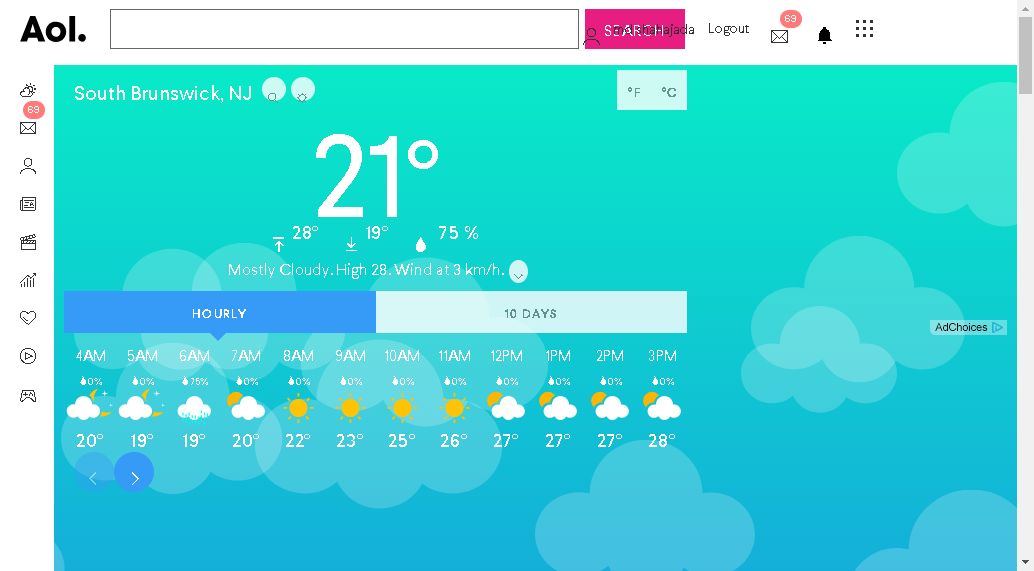 Aol.
SEARCH
Logout
69
69
South Brunswick, NJ
°F °C
21°
28° 19° 75 %
Mostly Cloudy. High 28. Wind at 3 km/h.
HOURLY 10 DAYS
AdChoices
4AM 5AM 6AM 7AM 8AM 9AM 10AM 11AM 12PM 1PM 2PM 3PM
0% 0% 75% 0% 0% 0% 0% 0% 0% 0% 0% 0%
20° 19° 19° 20° 22° 23° 25° 26° 27° 27° 27° 28°